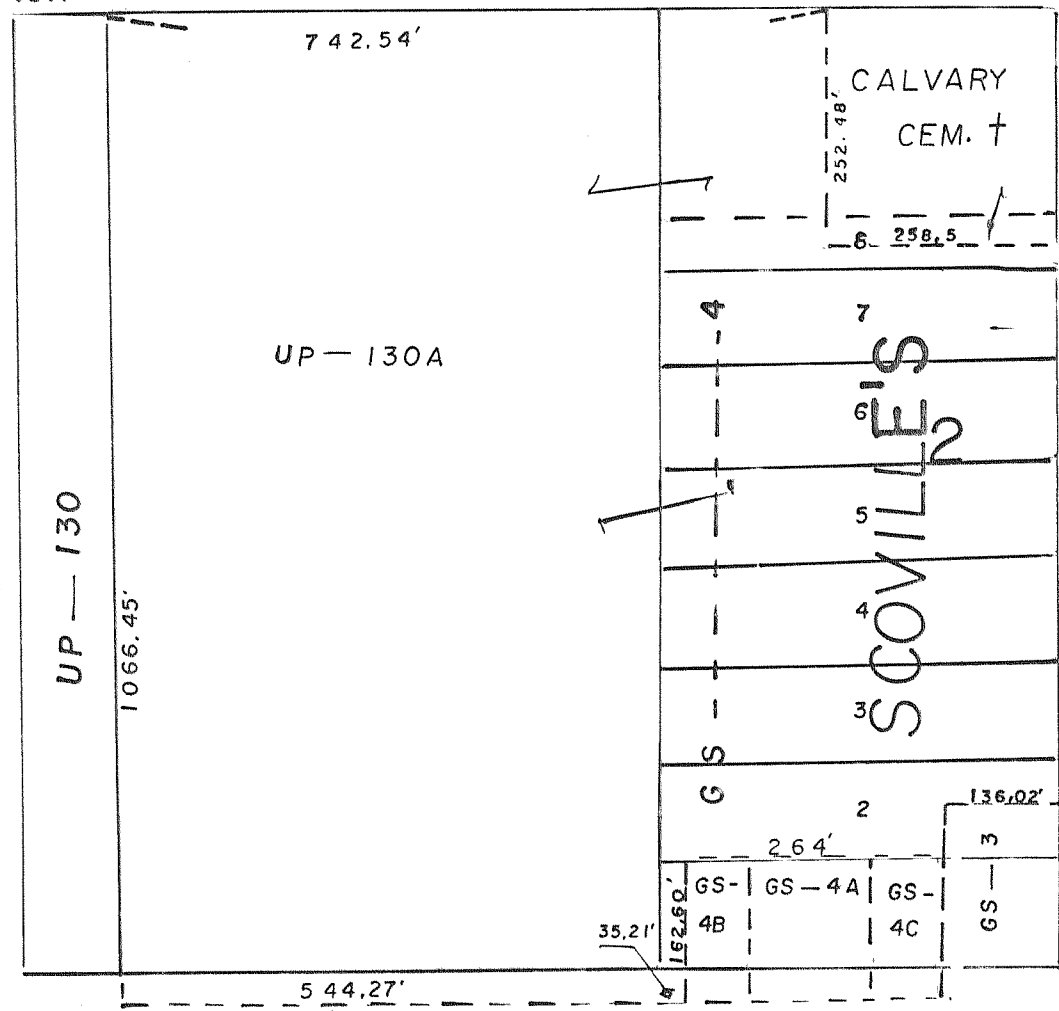 742.54'
CALVARY
CEM. †
252.48'
8 258,5
7
UP — 130A
6
2
5
SCOVILLE'S
UP — 130
1066.45'
4
3
GS - - - 4
2
136,02'
264'
GS — 3
GS-
4B
GS — 4A
GS -
4C
162,60'
35,21'
544,27'